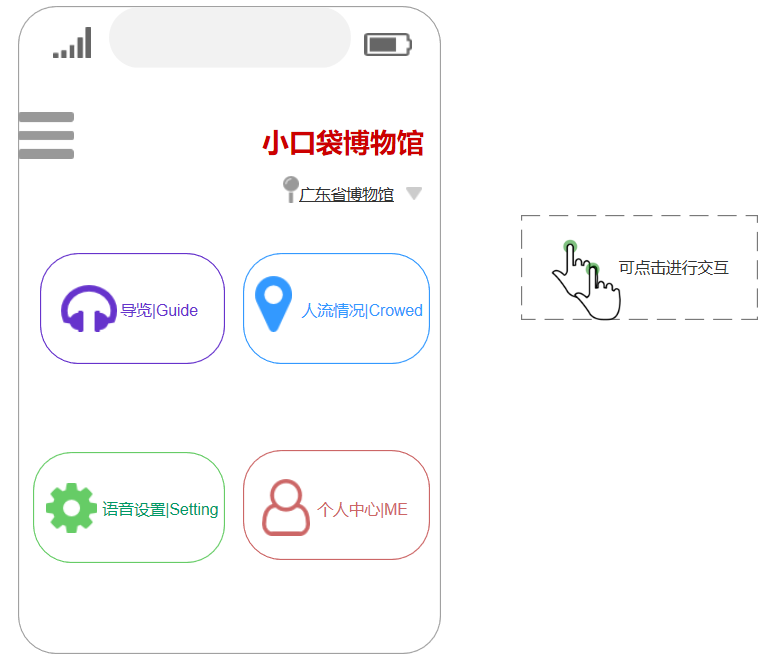 小口袋博物馆
广东省博物馆
导览|Guide
人流情况|Crowed
语音设置|Setting
个人中心|ME
可点击进行交互